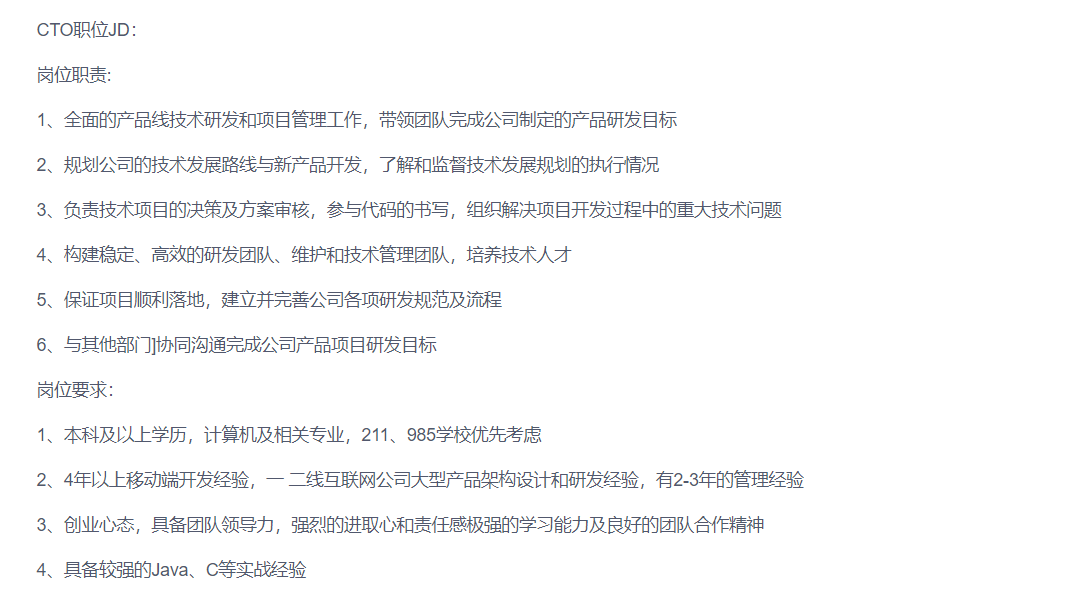 CTO职位JD：
岗位职责:
1、全面的产品线技术研发和项目管理工作，带领团队完成公司制定的产品研发目标
2、规划公司的技术发展路线与新产品开发，了解和监督技术发展规划的执行情况
3、负责技术项目的决策及方案审核，参与代码的书写，组织解决项目开发过程中的重大技术问题
4、构建稳定、高效的研发团队、维护和技术管理团队，培养技术人才
5、保证项目顺利落地，建立并完善公司各项研发规范及流程
6、与其他部门]协同沟通完成公司产品项目研发目标
岗位要求：
1、本科及以上学历，计算机及相关专业，211、985学校优先考虑
2、4年以上移动端开发经验，一 二线互联网公司大型产品架构设计和研发经验，有2-3年的管理经验
3、创业心态，具备团队领导力，强烈的进取心和责任感极强的学习能力及良好的团队合作精神
4、具备较强的Java、C等实战经验